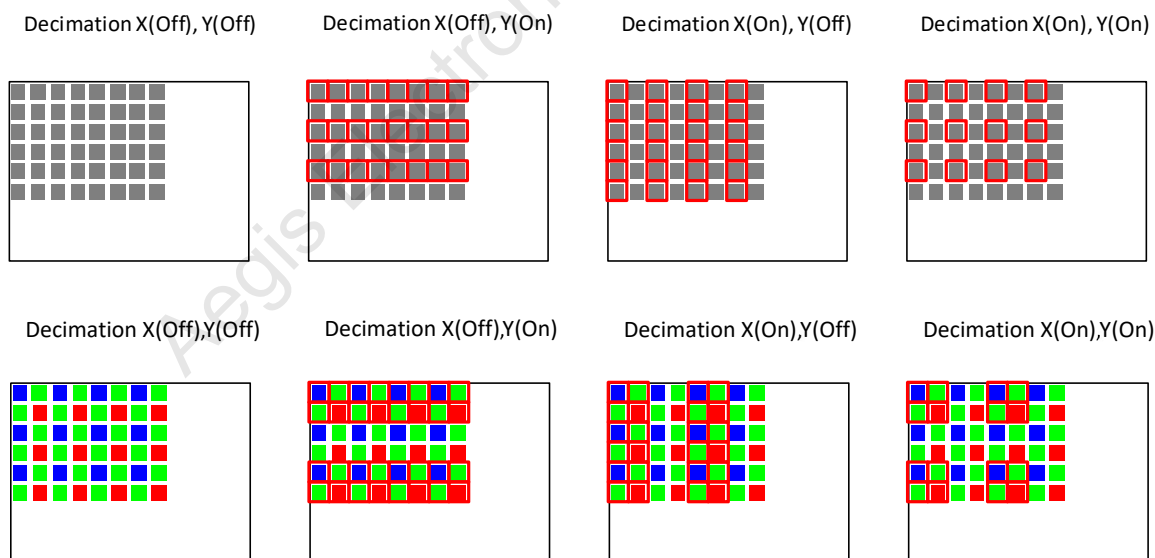 Decimation X(Off), Y(Off)
Decimation X(Off), Y(On)
Decimation X(On), Y(Off)
Decimation X(On), Y(On)
Aegis Electron
Decimation X(Off),Y(Off)
Decimation X(Off),Y(On)
Decimation X(On),Y(Off)
Decimation X(On),Y(On)